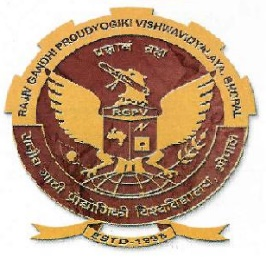 RAJIV GANDHI PROUDYOGIKI VISHWAVIDYALAYA, BHOPAL
RGPV
राजीव गांधी प्रौद्योगिकी विश्वविद्यालय, भोपाल